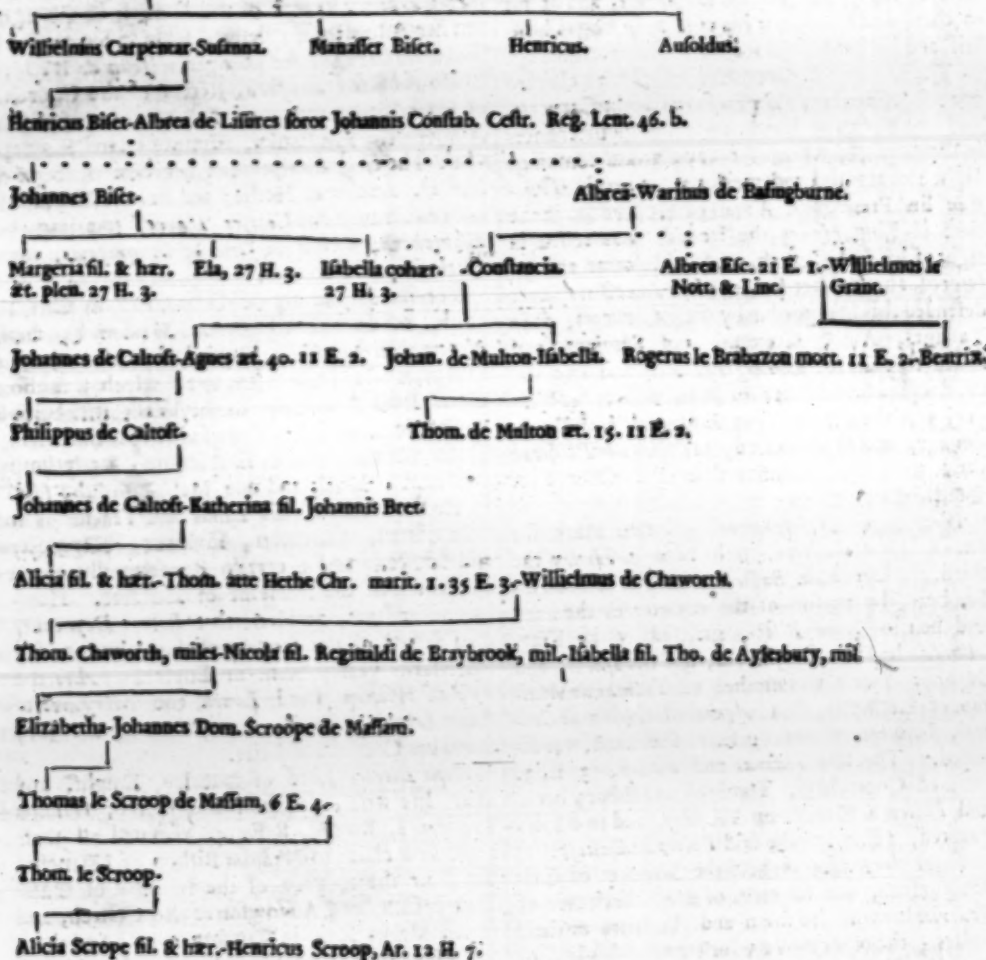 Willielmus Carpentar-Susanna. Manasser Biset. Henricus. Ausoldus.
Henricus Biset-Albrea de Lisures soror Johannis Constab. Cestr. Reg. Lent. 46. b.
Johannes Biset- Albrea-Warinus de Basingburne.
Margeria fil. & hær. Ela, 27 H. 3. Isabella cohær. -Constancia. Albrea Esc. 21 E. 1.-Willielmus le
æt. plen. 27 H. 3. 27 H. 3. Nott. & Linc. Grant.
Johannes de Caltoft-Agnes æt. 40. 11 E. 2. Johan. de Multon-Isabella. Rogerus le Brabazon mort. 11 E. 2.-Beatrix.
Philippus de Caltoft- Thom. de Multon æt. 15. 11 E. 2.
Johannes de Caltoft-Katherina fil. Johannis Bret.
Alicia fil. & hær.-Thom. atte Hethe Chr. marit. 1. 35 E. 3.-Willielmus de Chaworth.
Thom. Chaworth, miles-Nicola fil. Reginaldi de Braybrook, mil.-Isabella fil. Tho. de Aylesbury, mil.
Elizabetha-Johannes Dom. Scroope de Massam.
Thomas le Scroop de Massam, 6 E. 4.-
Thom. le Scroop-
Alicia Scrope fil. & hær.-Henricus Scroop, Ar. 12 H. 7.